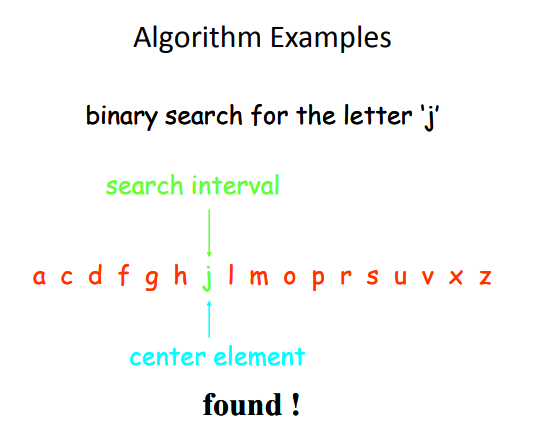 Algorithm Examples
binary search for the letter ‘j’
search interval
a c d f g h j l m o p r s u v x z
center element
found !